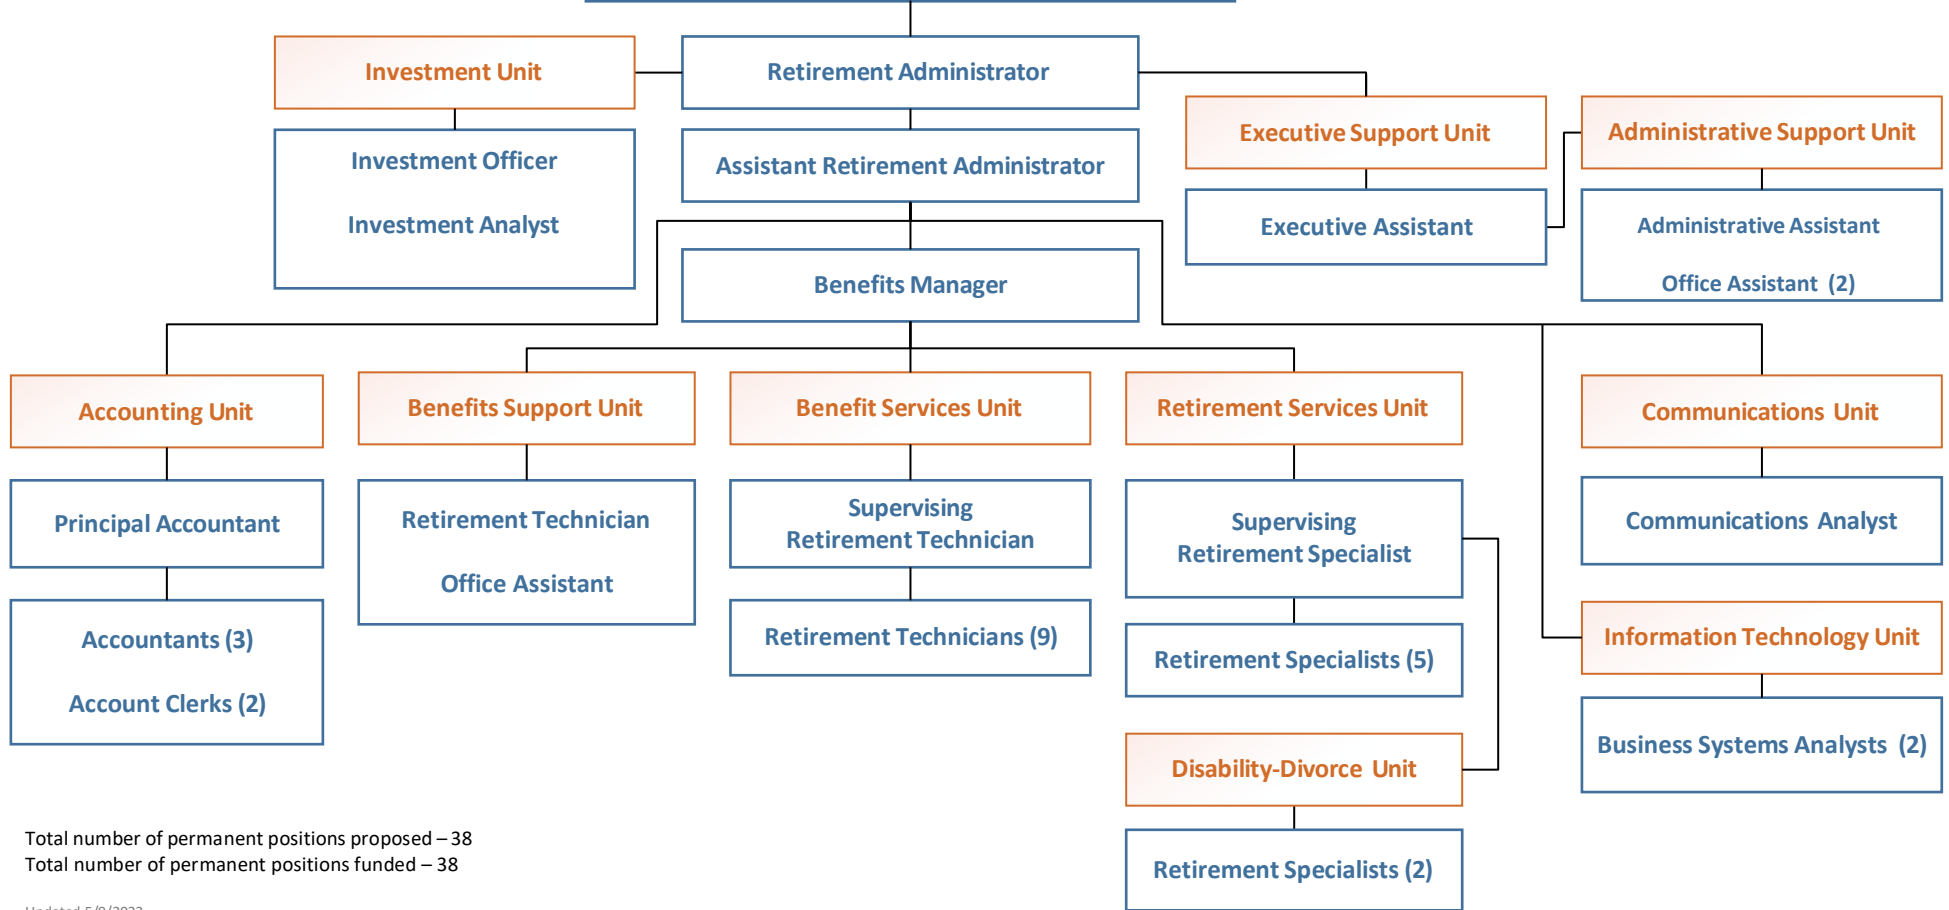 Investment Unit
Retirement Administrator
Executive Support Unit
Administrative Support Unit
Investment Officer
Investment Analyst
Assistant Retirement Administrator
Executive Assistant
Administrative Assistant
Office Assistant (2)
Benefits Manager
Accounting Unit
Benefits Support Unit
Benefit Services Unit
Retirement Services Unit
Communications Unit
Principal Accountant
Retirement Technician
Office Assistant
Supervising
Retirement Technician
Supervising
Retirement Specialist
Communications Analyst
Accountants (3)
Account Clerks (2)
Retirement Technicians (9)
Retirement Specialists (5)
Information Technology Unit
Business Systems Analysts (2)
Disability-Divorce Unit
Retirement Specialists (2)
Total number of permanent positions proposed – 38
Total number of permanent positions funded – 38
Updated